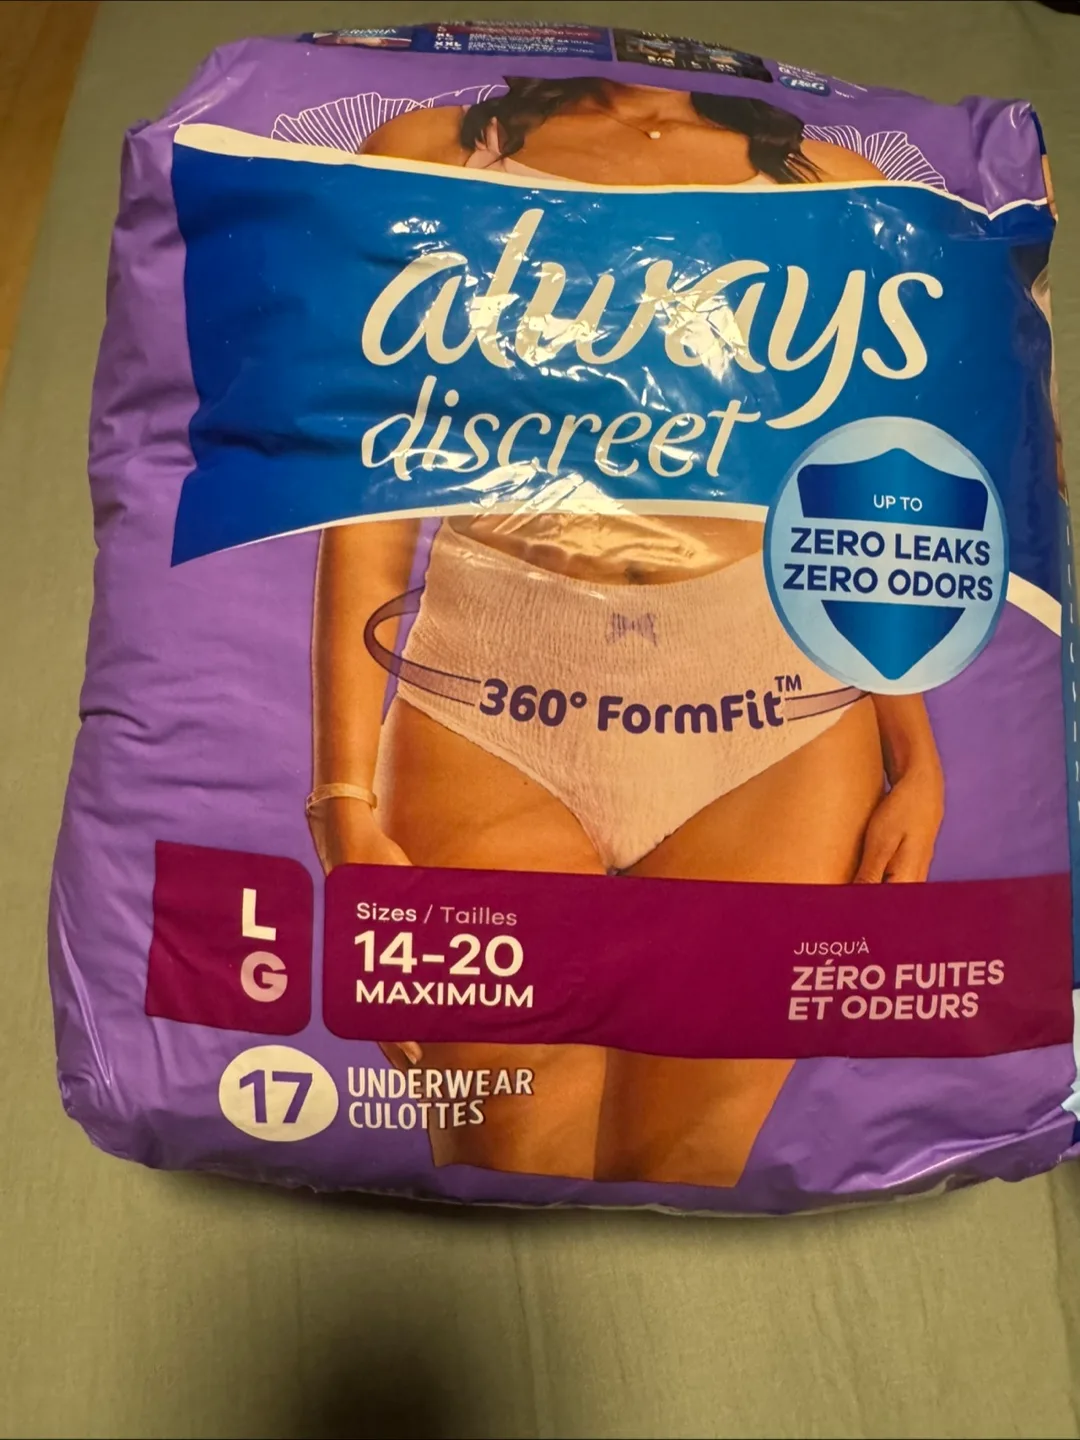 always
discreet
UP TO
ZERO LEAKS
ZERO ODORS
360° FormFit™
L
G
Sizes / Tailles
14-20
MAXIMUM
JUSQU'À
ZÉRO FUITES
ET ODEURS
17
UNDERWEAR
CULOTTES